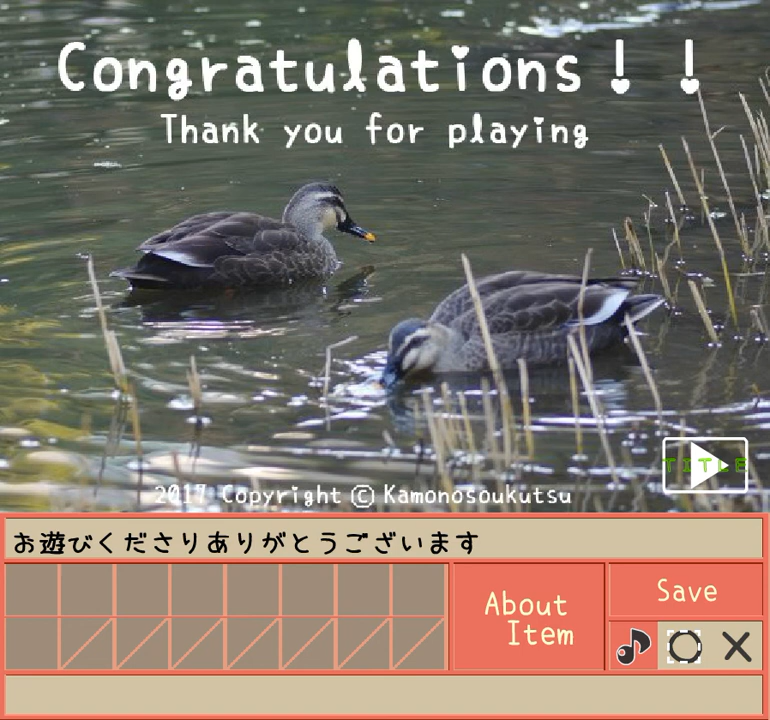 Congratulations！！
Thank you for playing
TITLE
2017 Copyright © Kamonosoukutsu
お遊びくださりありがとうございます
About
Item
Save